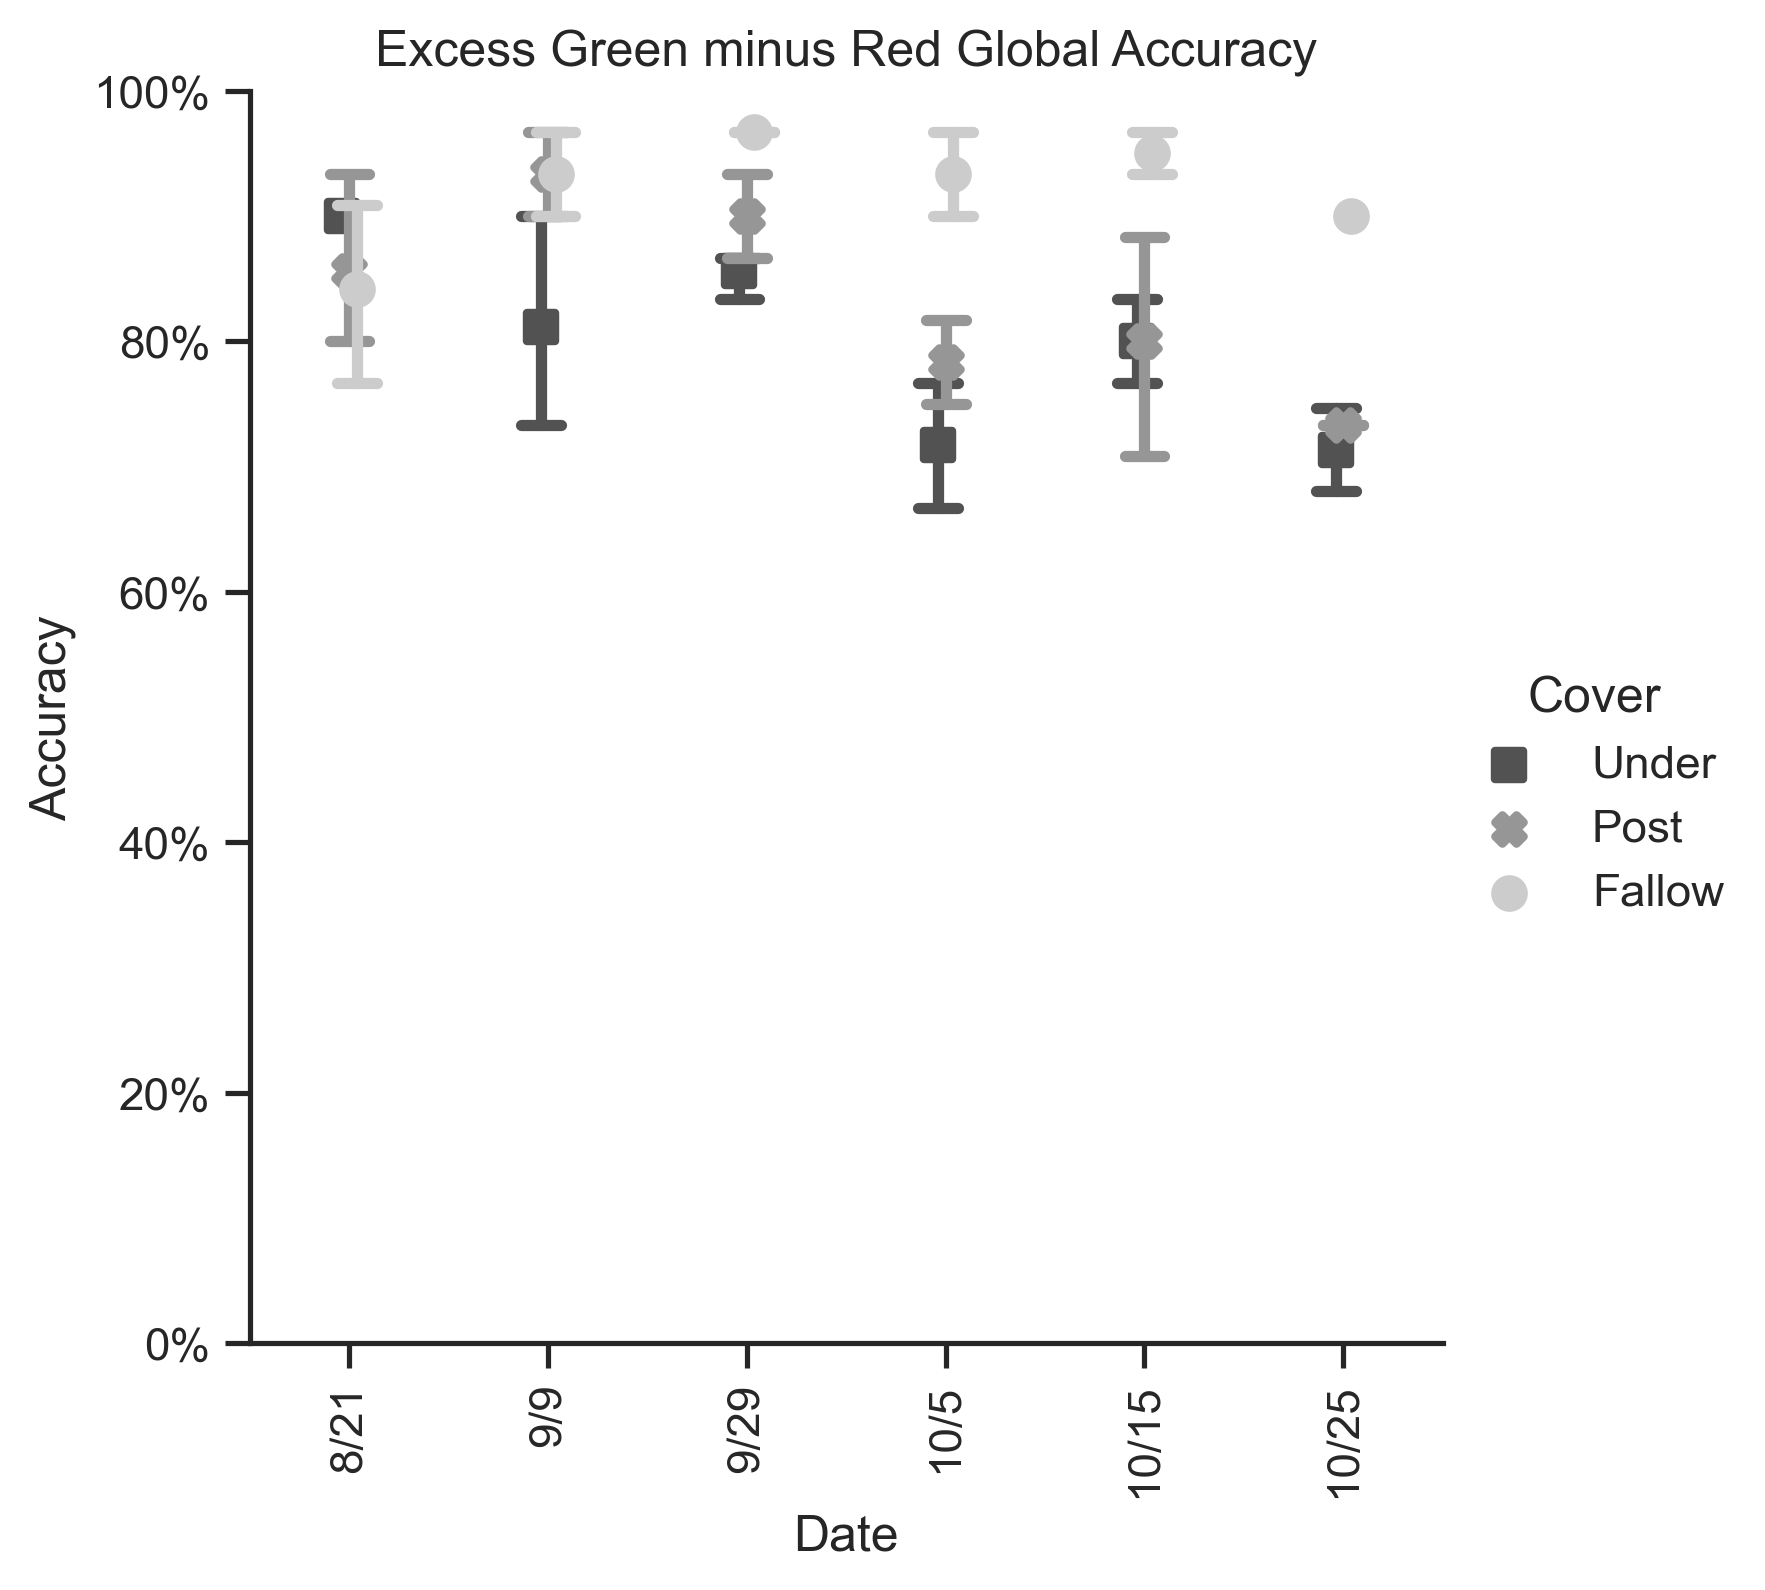 Excess Green minus Red Global Accuracy
100%
80%
60%
40%
20%
0%
Accuracy
8/21
9/9
9/29
10/5
10/15
10/25
Date
Cover
Under
Post
Fallow